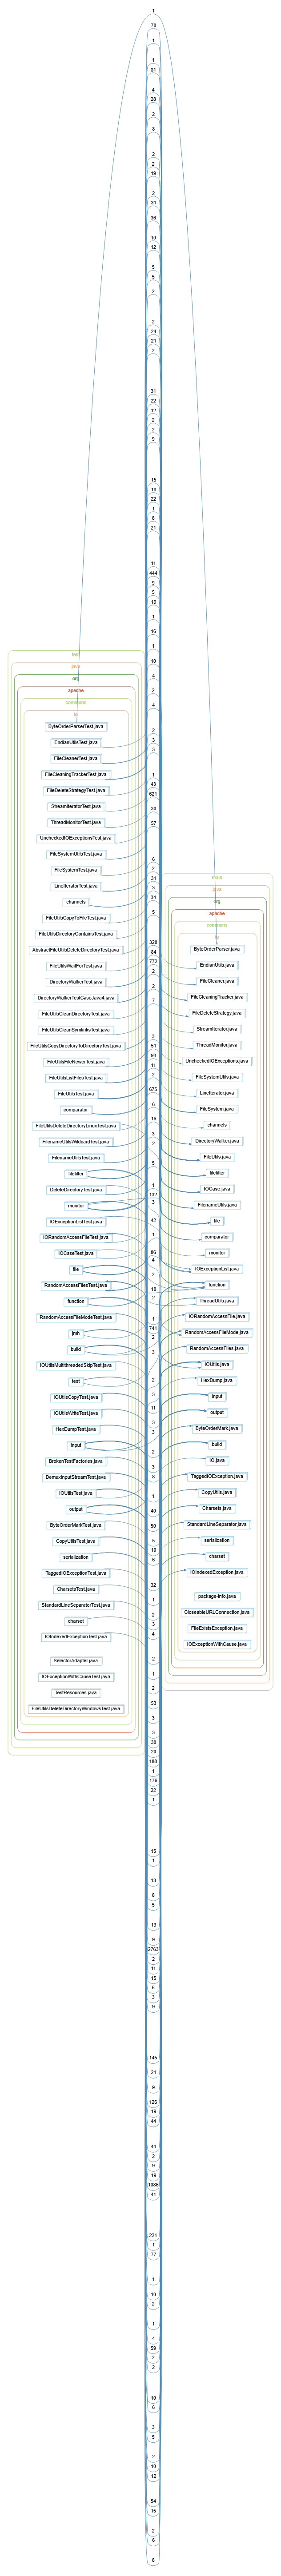 1
78
1
1
81
4
28
2
8
2
2
19
2
31
36
10
12
5
5
2
2
24
21
2
31
22
12
2
2
9
15
18
22
1
6
21
11
444
9
5
19
1
16
1
10
4
2
4
2
3
3
1
43
621
38
57
6
2
31
3
34
5
328
84
772
2
2
7
3
51
93
11
2
675
6
16
3
2
5
1
132
3
42
1
86
4
2
18
2
1
741
2
3
2
3
11
3
3
2
3
8
1
40
50
5
10
6
32
1
2
3
4
2
1
2
53
3
3
30
20
188
1
176
22
1
15
1
13
6
5
13
9
2763
2
11
15
6
3
9
145
21
9
126
19
44
44
2
9
19
1086
41
221
1
77
1
10
2
1
4
59
2
2
10
6
3
5
2
10
12
54
15
2
6
6
test
java
org
apache
commons
io
ByteOrderParserTest.java
EndianUtilsTest.java
FileCleanerTest.java
FileCleaningTrackerTest.java
FileDeleteStrategyTest.java
StreamIteratorTest.java
ThreadMonitorTest.java
UncheckedIOExceptionsTest.java
FileSystemUtilsTest.java
FileSystemTest.java
LineIteratorTest.java
channels
FileUtilsCopyToFileTest.java
FileUtilsDirectoryContainsTest.java
AbstractFileUtilsDeleteDirectoryTest.java
FileUtilsWaitForTest.java
DirectoryWalkerTest.java
DirectoryWalkerTestCaseJava4.java
FileUtilsCleanDirectoryTest.java
FileUtilsCleanSymlinksTest.java
FileUtilsCopyDirectoryToDirectoryTest.java
FileUtilsFileNewerTest.java
FileUtilsListFilesTest.java
FileUtilsTest.java
comparator
FileUtilsDeleteDirectoryLinuxTest.java
FilenameUtilsWildcardTest.java
FilenameUtilsTest.java
filefilter
DeleteDirectoryTest.java
monitor
IOExceptionListTest.java
IORandomAccessFileTest.java
IOCaseTest.java
file
RandomAccessFilesTest.java
function
RandomAccessFileModeTest.java
jmh
build
IOUtilsMultithreadedSkipTest.java
test
IOUtilsCopyTest.java
IOUtilsWriteTest.java
HexDumpTest.java
input
BrokenTestFactories.java
DemuxInputStreamTest.java
IOUtilsTest.java
output
ByteOrderMarkTest.java
CopyUtilsTest.java
serialization
TaggedIOExceptionTest.java
CharsetsTest.java
StandardLineSeparatorTest.java
charset
IOIndexedExceptionTest.java
SelectorAdapter.java
IOExceptionWithCauseTest.java
TestResources.java
FileUtilsDeleteDirectoryWindowsTest.java
main
java
org
apache
commons
io
ByteOrderParser.java
EndianUtils.java
FileCleaner.java
FileCleaningTracker.java
FileDeleteStrategy.java
StreamIterator.java
ThreadMonitor.java
UncheckedIOExceptions.java
FileSystemUtils.java
LineIterator.java
FileSystem.java
channels
DirectoryWalker.java
FileUtils.java
filefilter
IOCase.java
FilenameUtils.java
file
comparator
monitor
IOExceptionList.java
function
ThreadUtils.java
IORandomAccessFile.java
RandomAccessFileMode.java
RandomAccessFiles.java
IOUtils.java
HexDump.java
input
output
ByteOrderMark.java
build
IO.java
TaggedIOException.java
CopyUtils.java
Charsets.java
StandardLineSeparator.java
serialization
charset
IOIndexedException.java
package-info.java
CloseableURLConnection.java
FileExistsException.java
IOExceptionWithCause.java